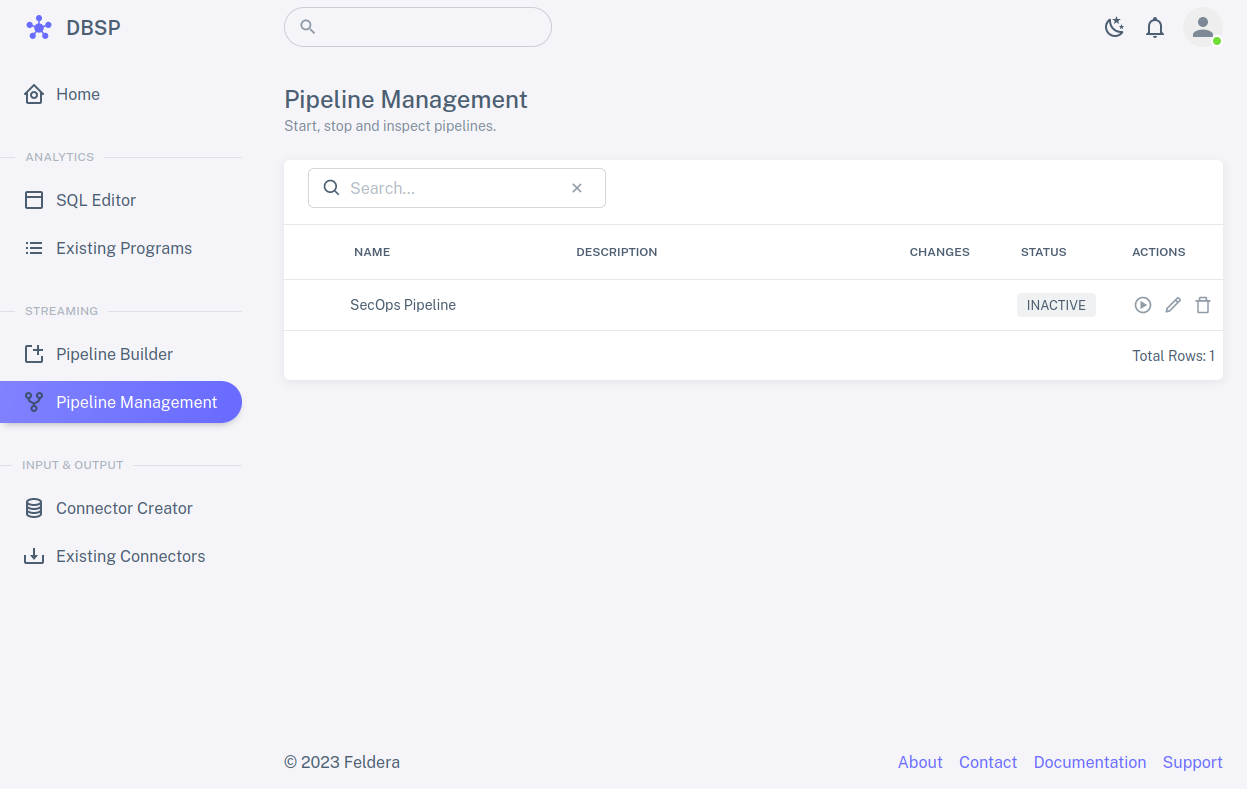 DBSP
Home
ANALYTICS
SQL Editor
Existing Programs
STREAMING
Pipeline Builder
Pipeline Management
INPUT & OUTPUT
Connector Creator
Existing Connectors
Pipeline Management
Start, stop and inspect pipelines.
Search...
NAME DESCRIPTION CHANGES STATUS ACTIONS
SecOps Pipeline INACTIVE
Total Rows: 1
© 2023 Feldera About Contact Documentation Support